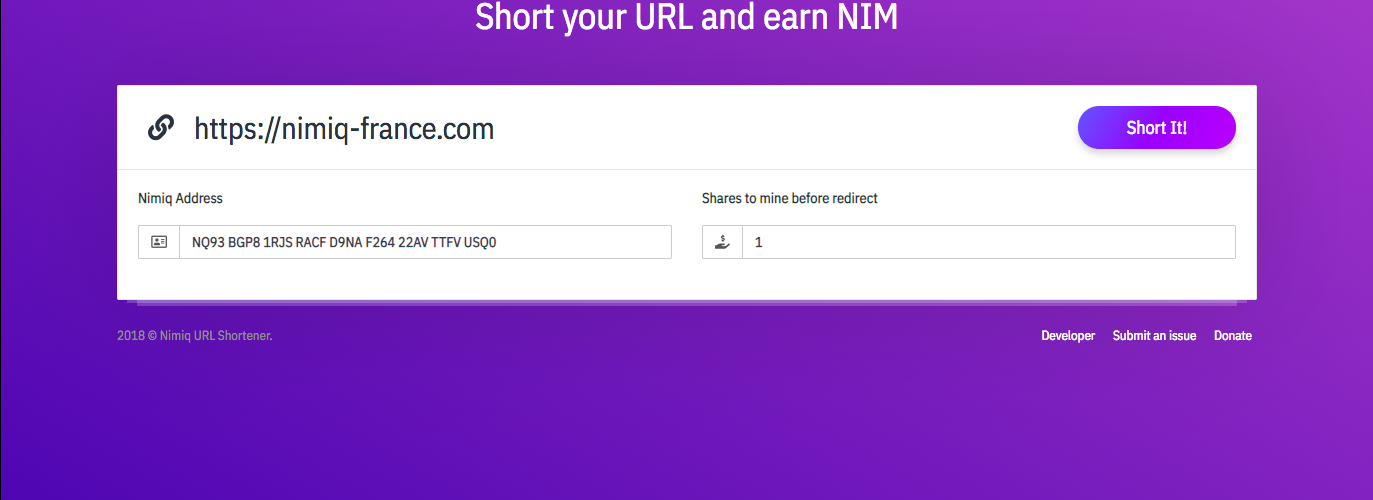 Short your URL and earn NIM
https://nimiq-france.com
Short It!
Nimiq Address
Shares to mine before redirect
NQ93 BGP8 1RJS RACF D9NA F264 22AV TTFV USQ0
1
2018 © Nimiq URL Shortener.
Developer Submit an issue Donate